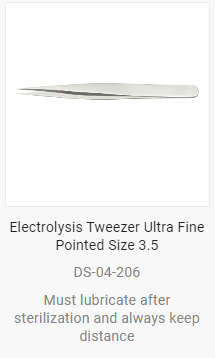 Electrolysis Tweezer Ultra Fine
Pointed Size 3.5
DS-04-206
Must lubricate after
sterilization and always keep
distance